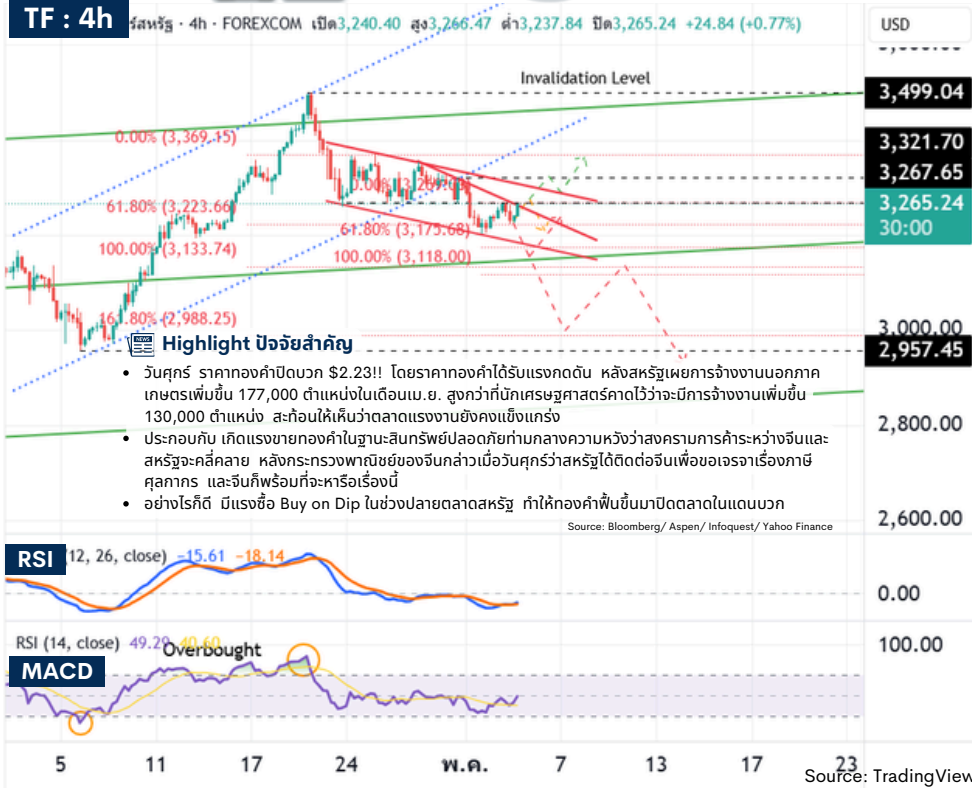 TF : 4h
ร์สหรัฐ · 4h · FOREXCOM เปิด3,240.40 สูง3,266.47 ต่ำ3,237.84 ปิด3,265.24 +24.84 (+0.77%)
USD
Invalidation Level
3,499.04
0.00% (3,369.15)
3,321.70
3,267.65
61.80% (3,223.66)
3,265.24
30:00
61.80% (3,175.68)
100.00% (3,133.74)
100.00% (3,118.00)
(2,988.25)
3,000.00
NEWS
Highlight ปัจจัยสำคัญ
2,957.45
• วันศุกร์ ราคาทองคำปิดบวก $2.23!! โดยราคาทองคำได้รับแรงกดดัน หลังสหรัฐเผยการจ้างงานนอกภาค
เกษตรเพิ่มขึ้น 177,000 ตำแหน่งในเดือนเม.ย. สูงกว่าที่นักเศรษฐศาสตร์คาดไว้ว่าจะมีการจ้างงานเพิ่มขึ้น
130,000 ตำแหน่ง สะท้อนให้เห็นว่าตลาดแรงงานยังคงแข็งแกร่ง
2,800.00
• ประกอบกับ เกิดแรงขายทองคำในฐานะสินทรัพย์ปลอดภัยท่ามกลางความหวังว่าสงครามการค้าระหว่างจีนและ
สหรัฐจะคลี่คลาย หลังกระทรวงพาณิชย์ของจีนกล่าวเมื่อวันศุกร์ว่าสหรัฐได้ติดต่อจีนเพื่อขอเจรจาเรื่องภาษี
ศุลกากร และจีนก็พร้อมที่จะหารือเรื่องนี้
• อย่างไรก็ดี มีแรงซื้อ Buy on Dip ในช่วงปลายตลาดสหรัฐ ทำให้ทองคำฟื้นขึ้นมาปิดตลาดในแดนบวก
2,600.00
Source: Bloomberg/ Aspen/ Infoquest/ Yahoo Finance
RSI
(12, 26, close) −15.61 −18.14
0.00
RSI (14, close) 49.29 40.60
100.00
Overbought
MACD
5 11 17 24 พ.ค. 7 13 17 23
Source: TradingView